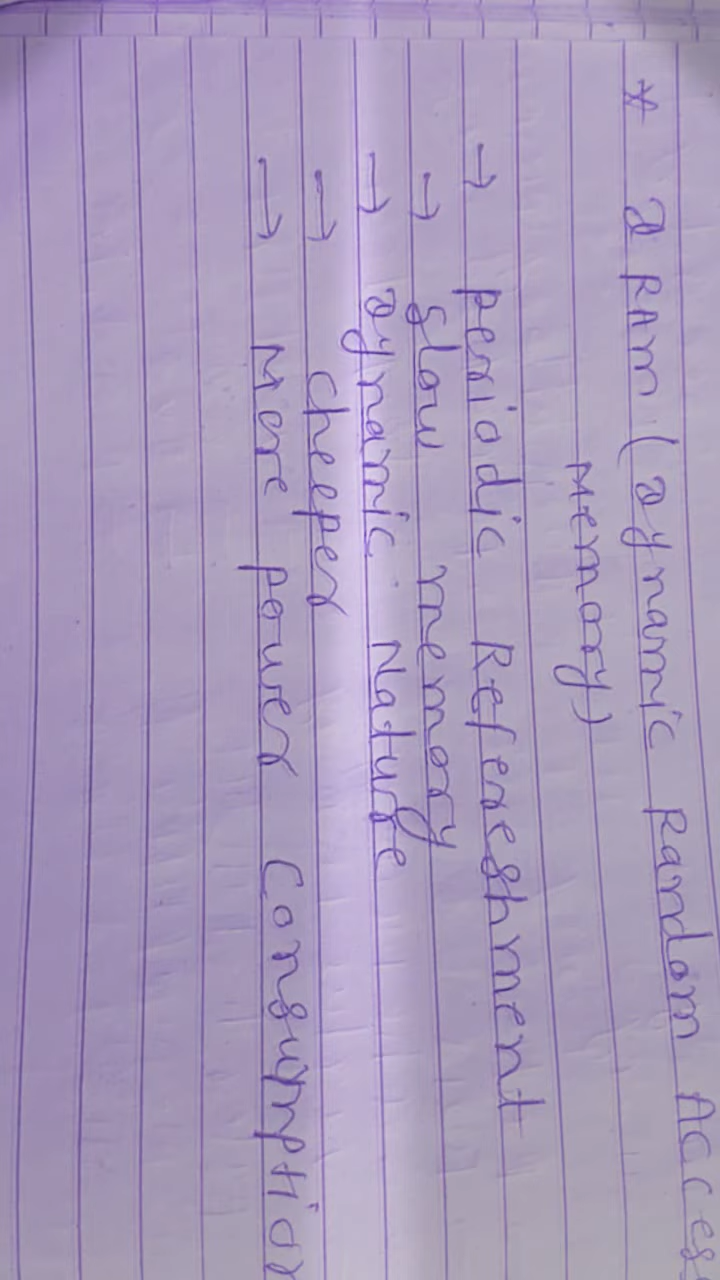 * DRAM (Dynamic Random Acces
Memory)
→ periodic Refereshment
→ slow memory
→ Dynamic Nature
→ cheeper
→ More power Consumption